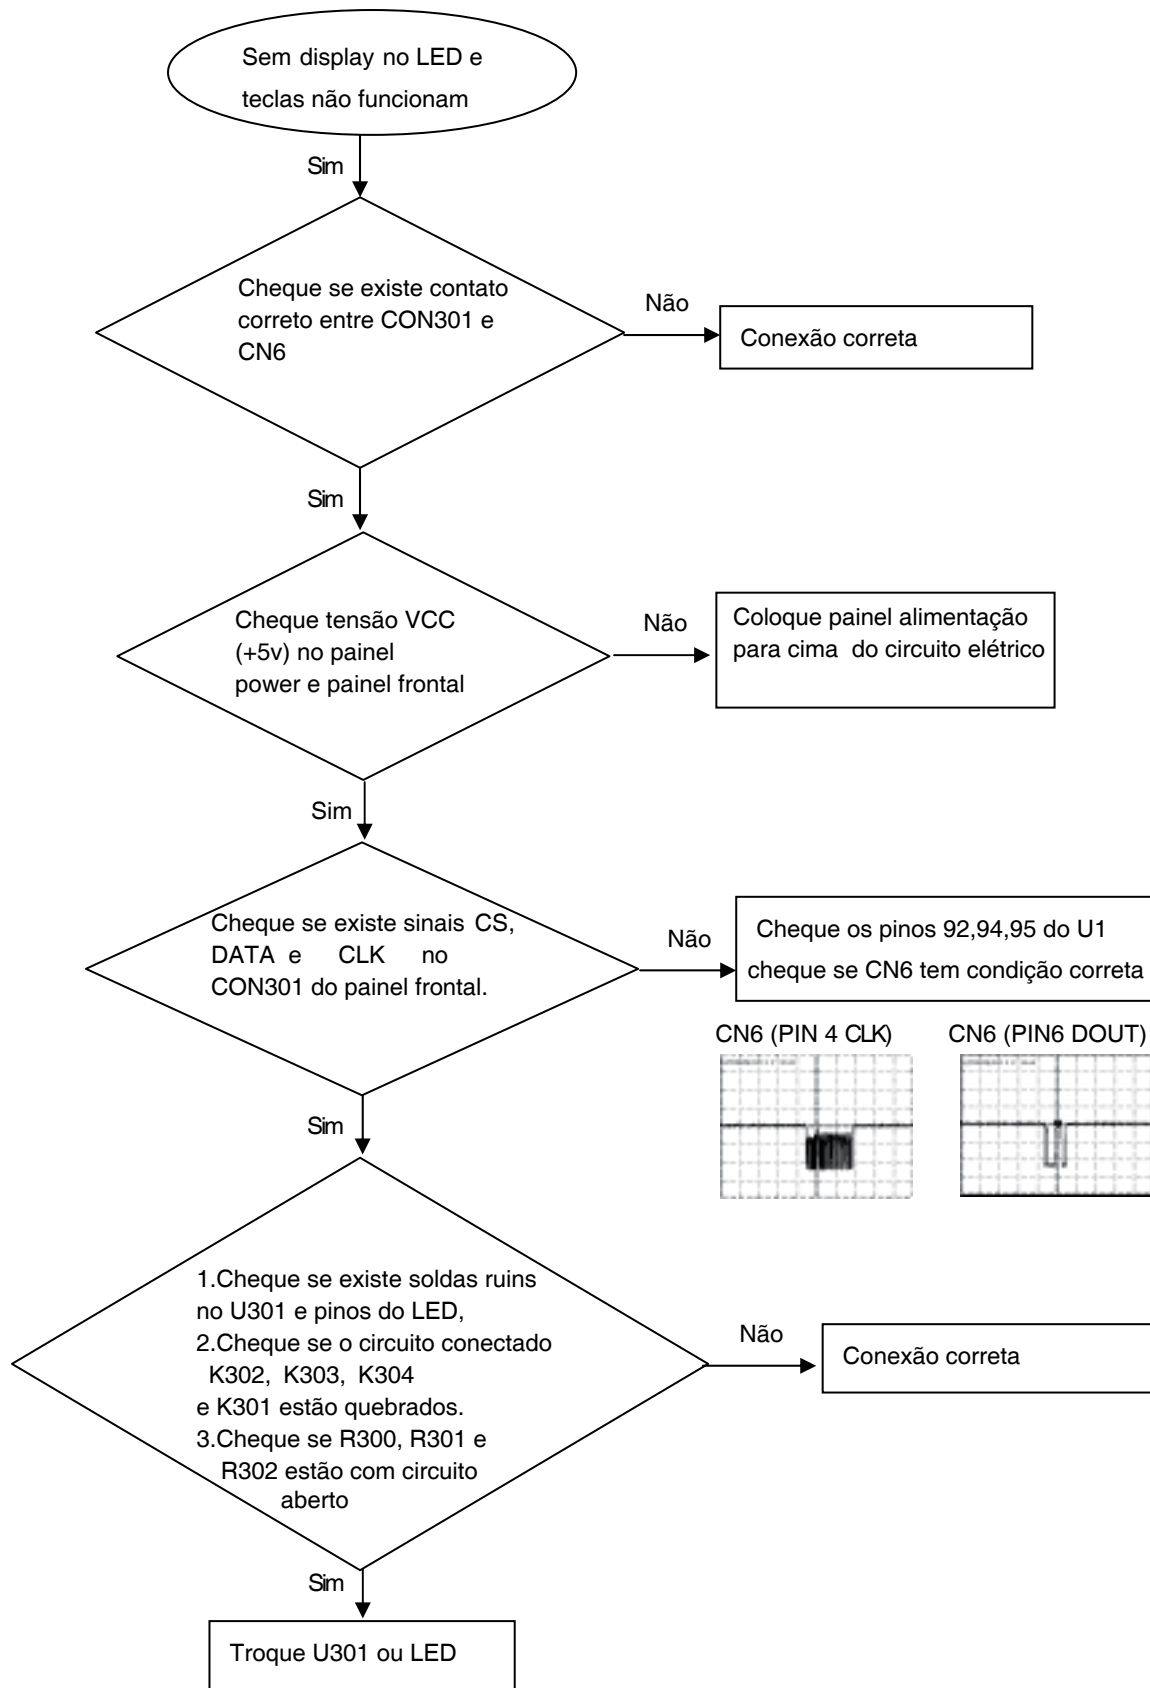 Sem display no LED e
teclas não funcionam
Sim
Cheque se existe contato
correto entre CON301 e
CN6
Não
Conexão correta
Sim
Cheque tensão VCC
(+5v) no painel
power e painel frontal
Não
Coloque painel alimentação
para cima do circuito elétrico
Sim
Cheque se existe sinais CS,
DATA e CLK no
CON301 do painel frontal.
Não
Cheque os pinos 92,94,95 do U1
cheque se CN6 tem condição correta
CN6 (PIN 4 CLK)
CN6 (PIN6 DOUT)
Sim
1.Cheque se existe soldas ruins
no U301 e pinos do LED,
2.Cheque se o circuito conectado
K302, K303, K304
e K301 estão quebrados.
3.Cheque se R300, R301 e
R302 estão com circuito
aberto
Não
Conexão correta
Sim
Troque U301 ou LED